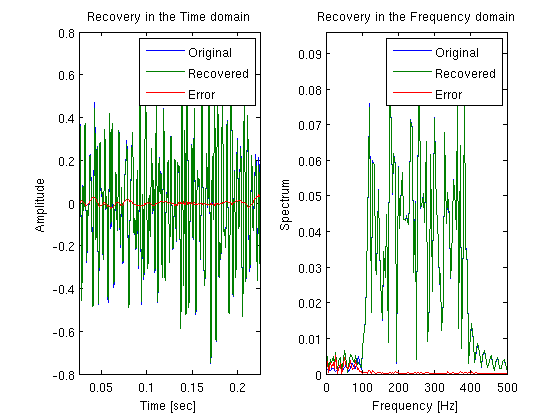 Recovery in the Time domain
Original
Recovered
Error
0.8
0.6
0.4
0.2
0
-0.2
-0.4
-0.6
-0.8
Amplitude
0.05
0.1
0.15
0.2
Time [sec]
Recovery in the Frequency domain
Original
Recovered
Error
0.09
0.08
0.07
0.06
0.05
0.04
0.03
0.02
0.01
0
Spectrum
0
100
200
300
400
500
Frequency [Hz]